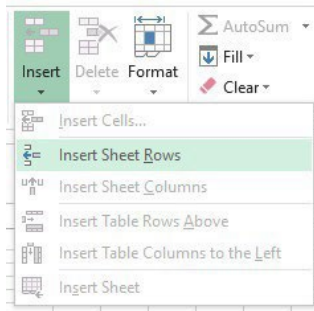 Insert Delete Format
AutoSum
Fill
Clear
Insert Cells...
Insert Sheet Rows
Insert Sheet Columns
Insert Table Rows Above
Insert Table Columns to the Left
Insert Sheet